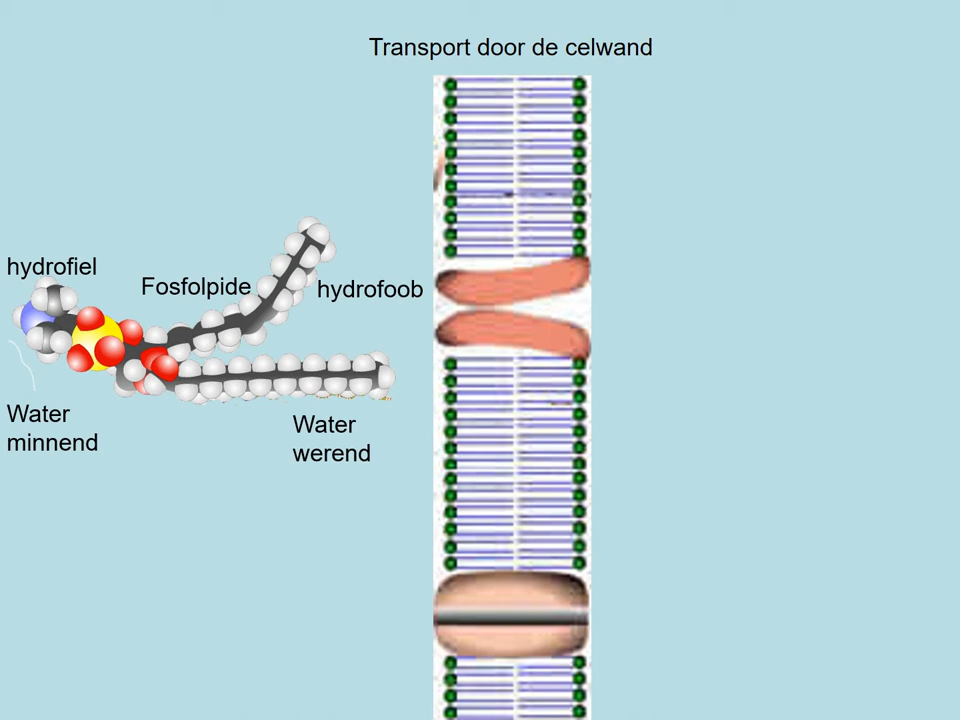 Transport door de celwand
hydrofiel
Fosfolpide
hydrofoob
Water
minnend
Water
werend